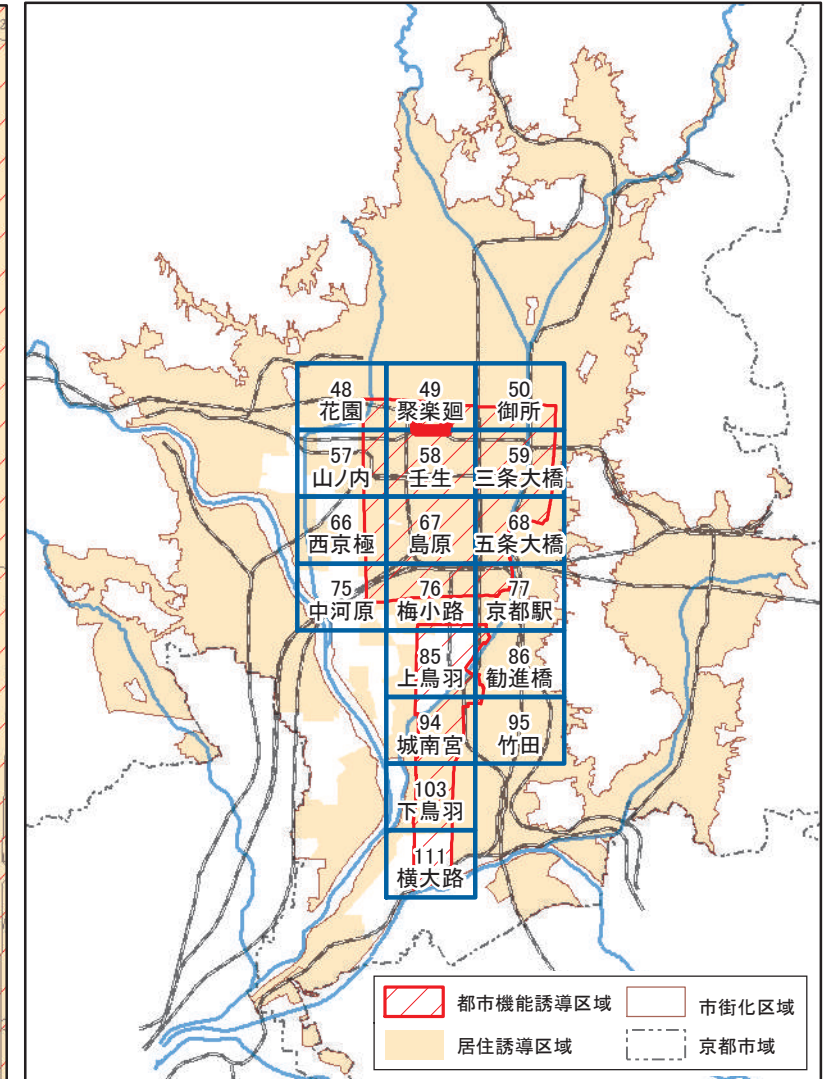 48
花園
49
聚楽廻
50
御所
57
山ノ内
58
壬生
59
三条大橋
66
西京極
67
島原
68
五条大橋
75
中河原
76
梅小路
77
京都駅
85
上鳥羽
86
勧進橋
94
城南宮
95
竹田
103
下鳥羽
111
横大路
都市機能誘導区域
市街化区域
居住誘導区域
京都市域